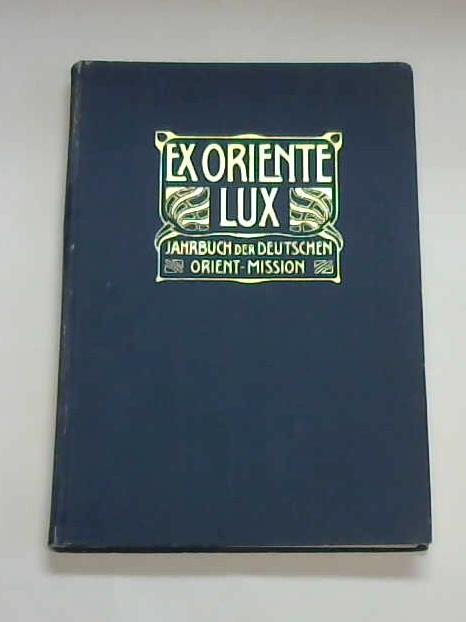 EX ORIENTE
LUX
JAHRBUCH DER DEUTSCHEN
ORIENT-MISSION